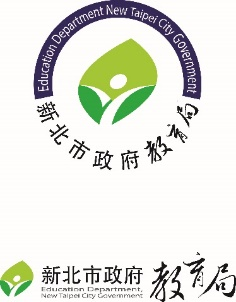 Education Department New Taipei City Government
新北市政府教育局
新北市政府教育局
Education Department,
New Taipei City Government